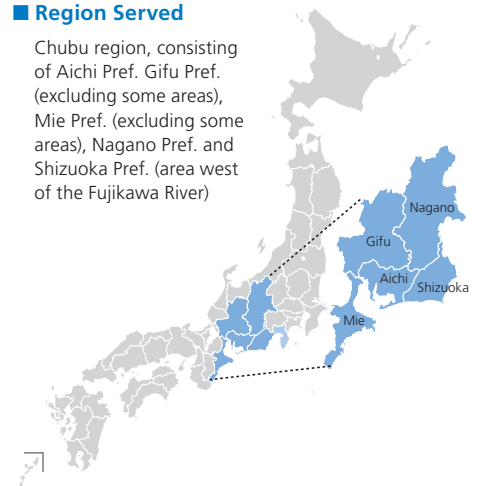 ■ Region Served
Chubu region, consisting
of Aichi Pref. Gifu Pref.
(excluding some areas),
Mie Pref. (excluding some
areas), Nagano Pref. and
Shizuoka Pref. (area west
of the Fujikawa River)
Nagano
Gifu
Aichi
Shizuoka
Mie